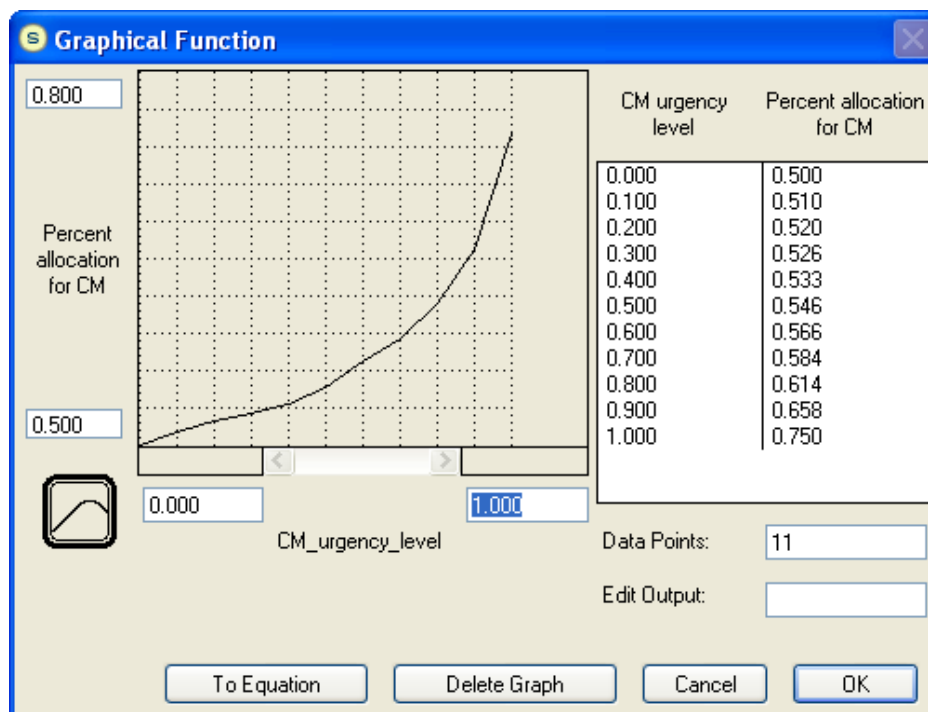 S Graphical Function
0.800
Percent
allocation
for CM
0.500
0.000 1.000
CM_urgency_level
CM urgency
level
Percent allocation
for CM
0.000 0.500
0.100 0.510
0.200 0.520
0.300 0.526
0.400 0.533
0.500 0.546
0.600 0.566
0.700 0.584
0.800 0.614
0.900 0.658
1.000 0.750
Data Points: 11
Edit Output:
To Equation Delete Graph Cancel OK